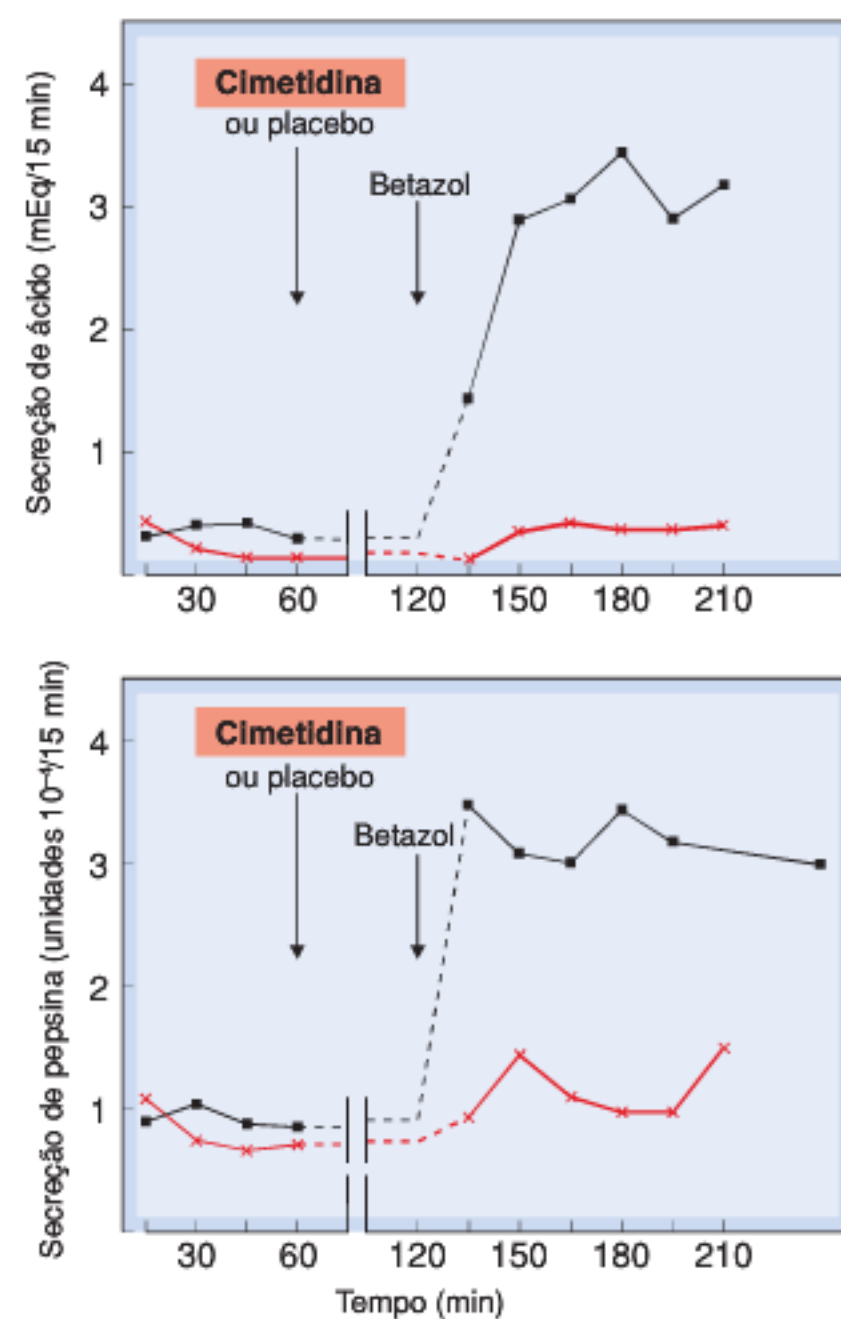 Secreção de ácido (mEq/15 min)
4
3
2
1
Cimetidina
ou placebo
Betazol
30 60 120 150 180 210
Secreção de pepsina (unidades 10⁻⁴/15 min)
4
3
2
1
Cimetidina
ou placebo
Betazol
30 60 120 150 180 210
Tempo (min)